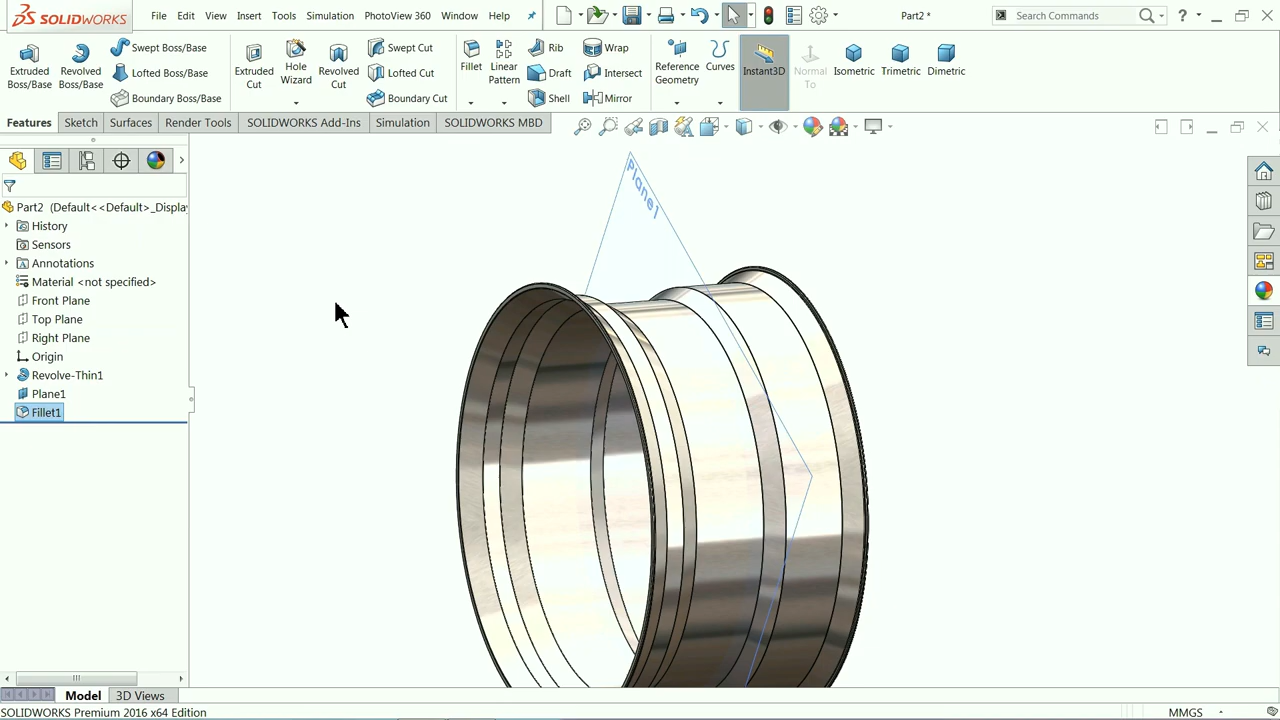 SOLIDWORKS
File Edit View Insert Tools Simulation PhotoView 360 Window Help
Part2 *
Search Commands
Extruded Boss/Base
Revolved Boss/Base
Swept Boss/Base
Lofted Boss/Base
Boundary Boss/Base
Extruded Cut
Hole Wizard
Revolved Cut
Swept Cut
Lofted Cut
Boundary Cut
Fillet
Linear Pattern
Rib
Draft
Shell
Wrap
Intersect
Mirror
Reference Geometry
Curves
Instant3D
Normal To
Isometric
Trimetric
Dimetric
Features Sketch Surfaces Render Tools SOLIDWORKS Add-Ins Simulation SOLIDWORKS MBD
Part2 (Default<<Default>_Displa
History
Sensors
Annotations
Material <not specified>
Front Plane
Top Plane
Right Plane
Origin
Revolve-Thin1
Plane1
Fillet1
Plane1
Model 3D Views
SOLIDWORKS Premium 2016 x64 Edition
MMGS